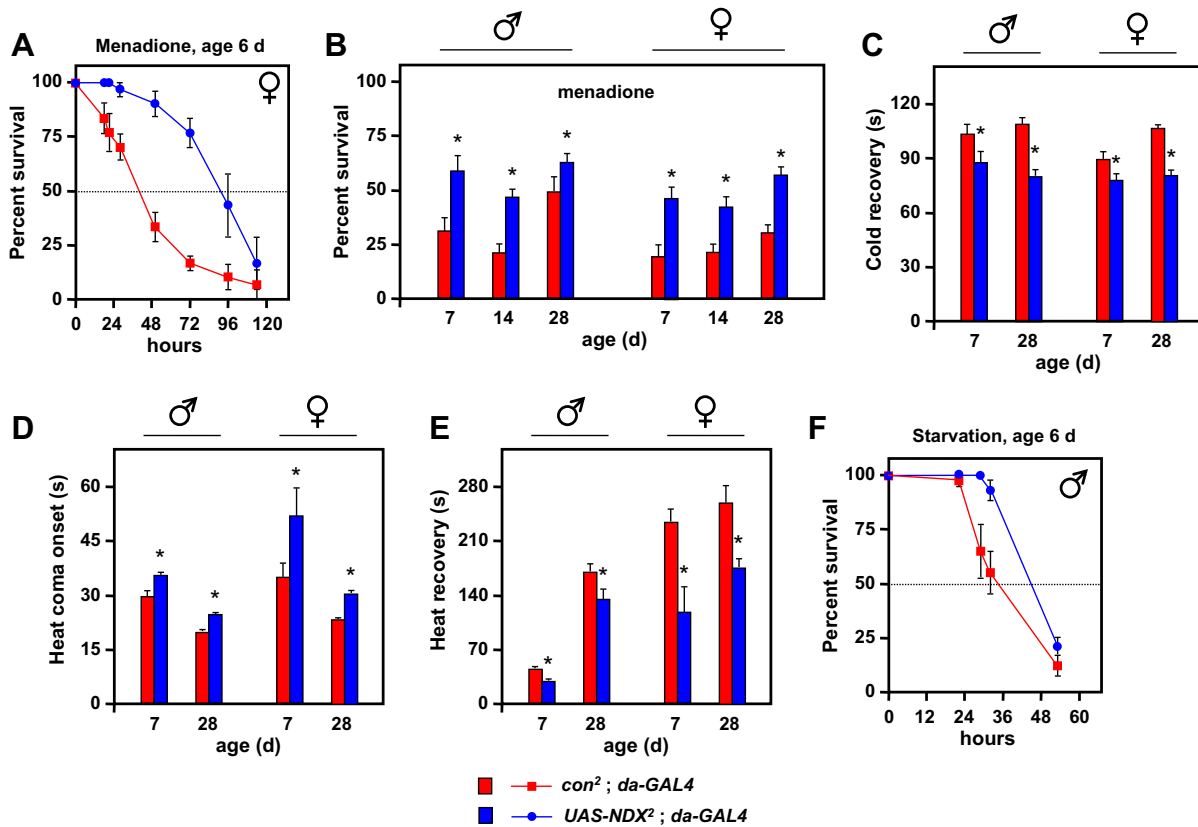 A
Menadione, age 6 d
♀
Percent survival
100
75
50
25
0
0 24 48 72 96 120
hours
B
♂ ♀
menadione
Percent survival
100
75
50
25
0
* * * * * *
7 14 28 7 14 28
age (d)
C
♂ ♀
Cold recovery (s)
120
90
60
30
0
* * * *
7 28 7 28
age (d)
D
♂ ♀
Heat coma onset (s)
60
45
30
15
0
* * * *
7 28 7 28
age (d)
E
♂ ♀
Heat recovery (s)
280
210
140
70
0
* * * *
7 28 7 28
age (d)
F
Starvation, age 6 d
♂
Percent survival
100
75
50
25
0
0 12 24 36 48 60
hours
con² ; da-GAL4
UAS-NDX² ; da-GAL4